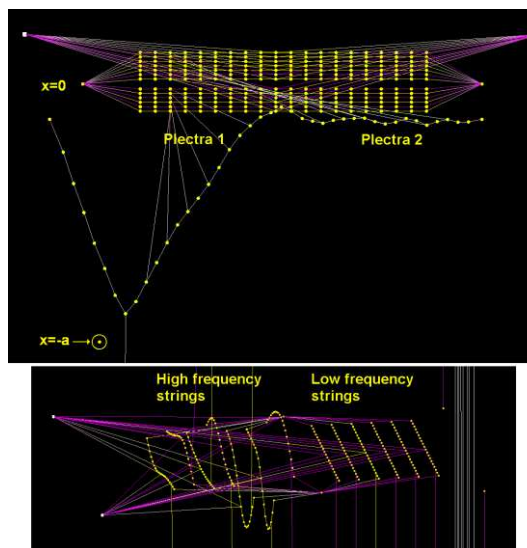 x=0
Plectra 1
Plectra 2
x=-a
High frequency
strings
Low frequency
strings